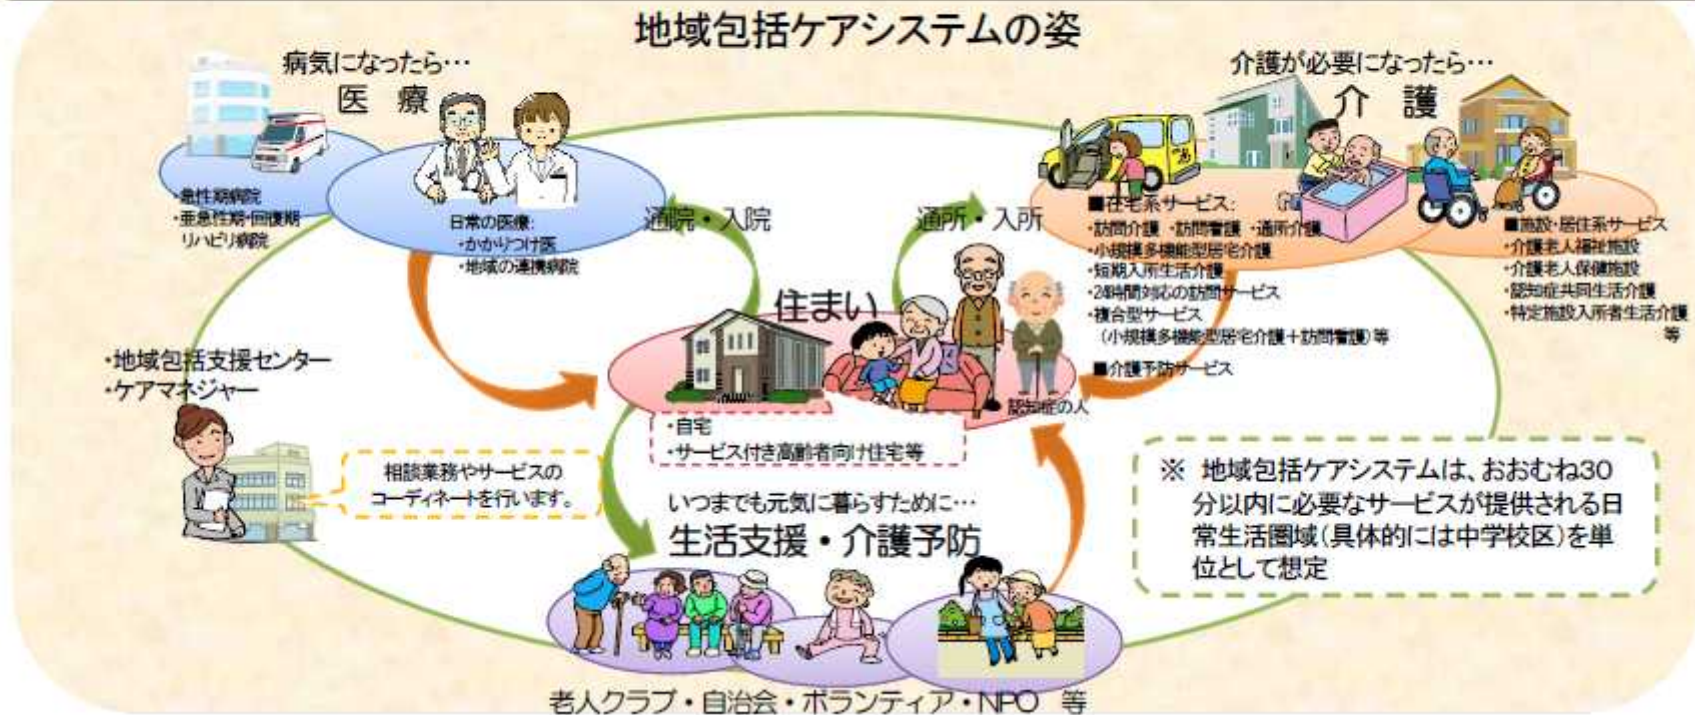 地域包括ケアシステムの姿
病気になったら…
医 療
・急性期病院
・亜急性期・回復期
リハビリ病院
日常の医療:
・かかりつけ医
・地域の連携病院
通院・入院
通所・入所
介護が必要になったら…
介 護
■在宅系サービス:
・訪問介護 ・訪問看護 ・通所介護
・小規模多機能型居宅介護
・短期入所生活介護
・24時間対応の訪問サービス
・複合型サービス
(小規模多機能型居宅介護+訪問看護)等
■介護予防サービス
■施設・居住系サービス
・介護老人福祉施設
・介護老人保健施設
・認知症共同生活介護
・特定施設入所者生活介護
等
住まい
認知症の人
・自宅
・サービス付き高齢者向け住宅等
・地域包括支援センター
・ケアマネジャー
相談業務やサービスの
コーディネートを行います。
いつまでも元気に暮らすために…
生活支援・介護予防
老人クラブ・自治会・ボランティア・NPO 等
※ 地域包括ケアシステムは、おおむね30
分以内に必要なサービスが提供される日
常生活圏域(具体的には中学校区)を単
位として想定